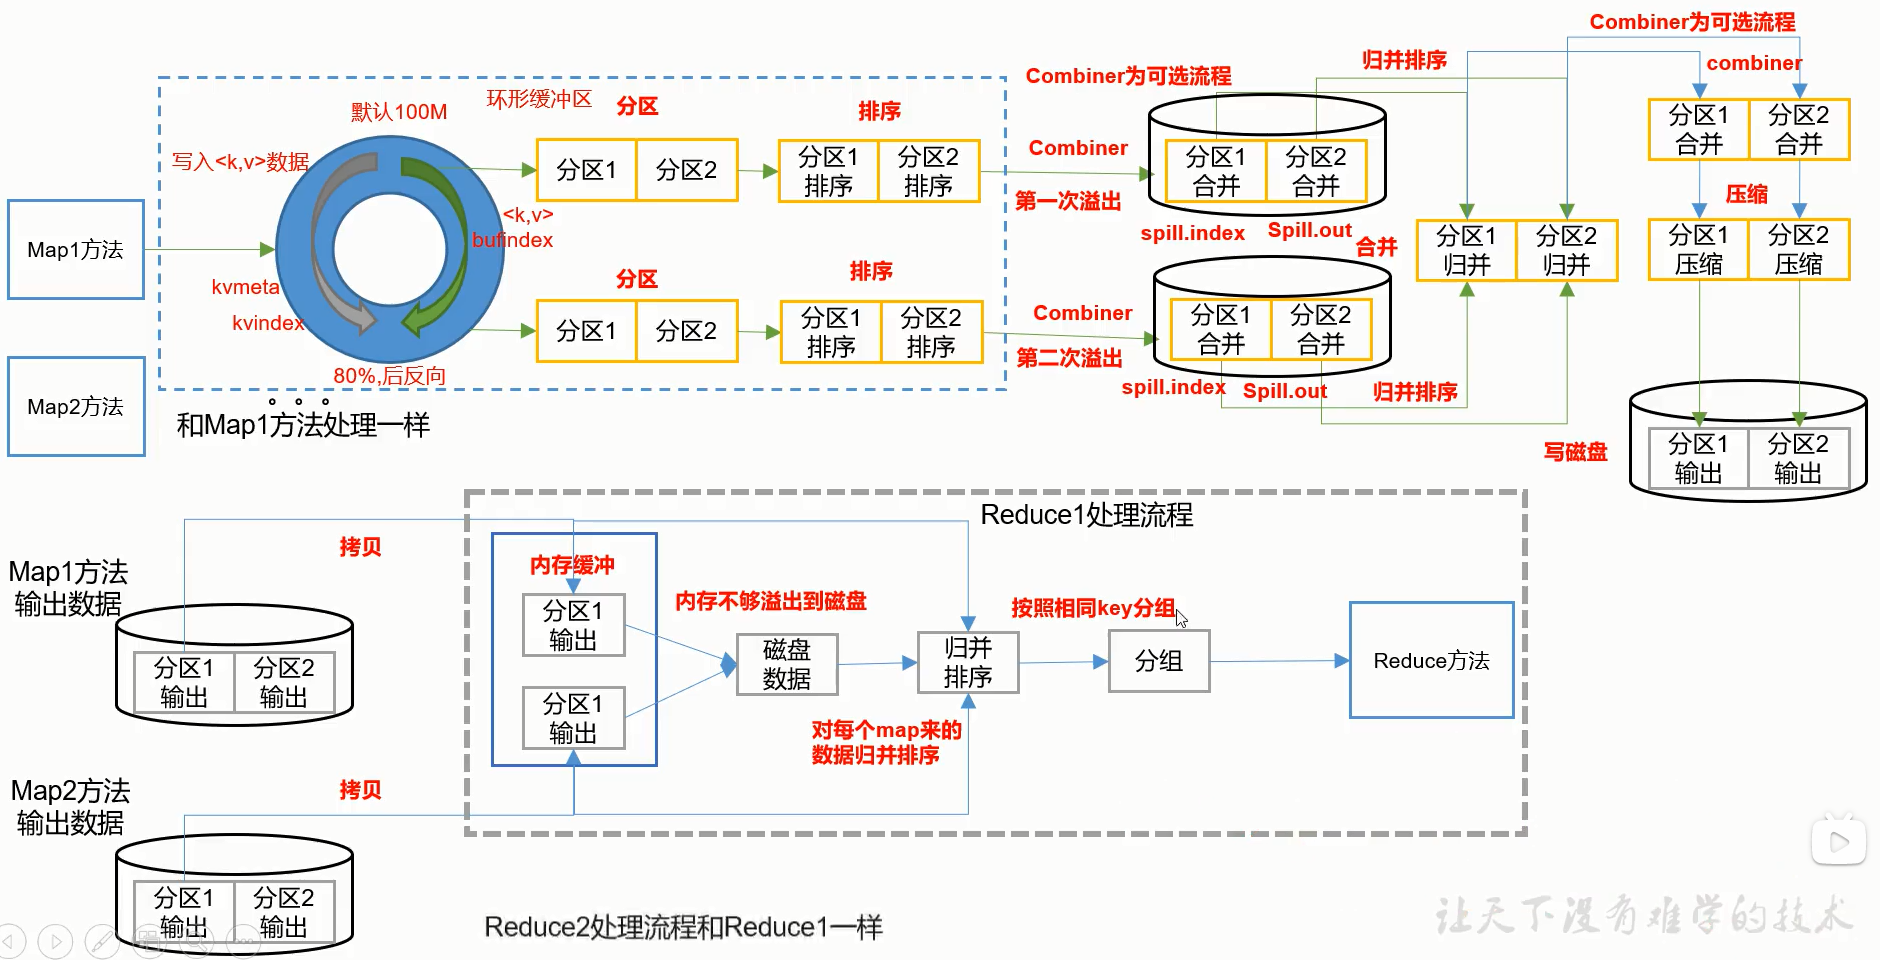 Combiner为可选流程
归并排序
Combiner为可选流程
combiner
默认100M
环形缓冲区
分区
排序
写入<k,v>数据
分区1
分区2
分区1
排序
分区2
排序
Combiner
第一次溢出
分区1
合并
分区2
合并
spill.index
Spill.out
分区1
合并
分区2
合并
压缩
Map1方法
<k,v>
bufindex
kvmeta
kvindex
80%,后反向
分区
排序
分区1
分区2
分区1
排序
分区2
排序
Combiner
第二次溢出
分区1
合并
分区2
合并
spill.index
Spill.out
归并排序
合并
分区1
归并
分区2
归并
分区1
压缩
分区2
压缩
Map2方法
。。。
和Map1方法处理一样
写磁盘
分区1
输出
分区2
输出
Reduce1处理流程
拷贝
Map1方法
输出数据
分区1
输出
分区2
输出
内存缓冲
分区1
输出
分区1
输出
内存不够溢出到磁盘
磁盘
数据
归并
排序
对每个map来的
数据归并排序
按照相同key分组
分组
Reduce方法
拷贝
Map2方法
输出数据
分区1
输出
分区2
输出
Reduce2处理流程和Reduce1一样
让天下没有难学的技术